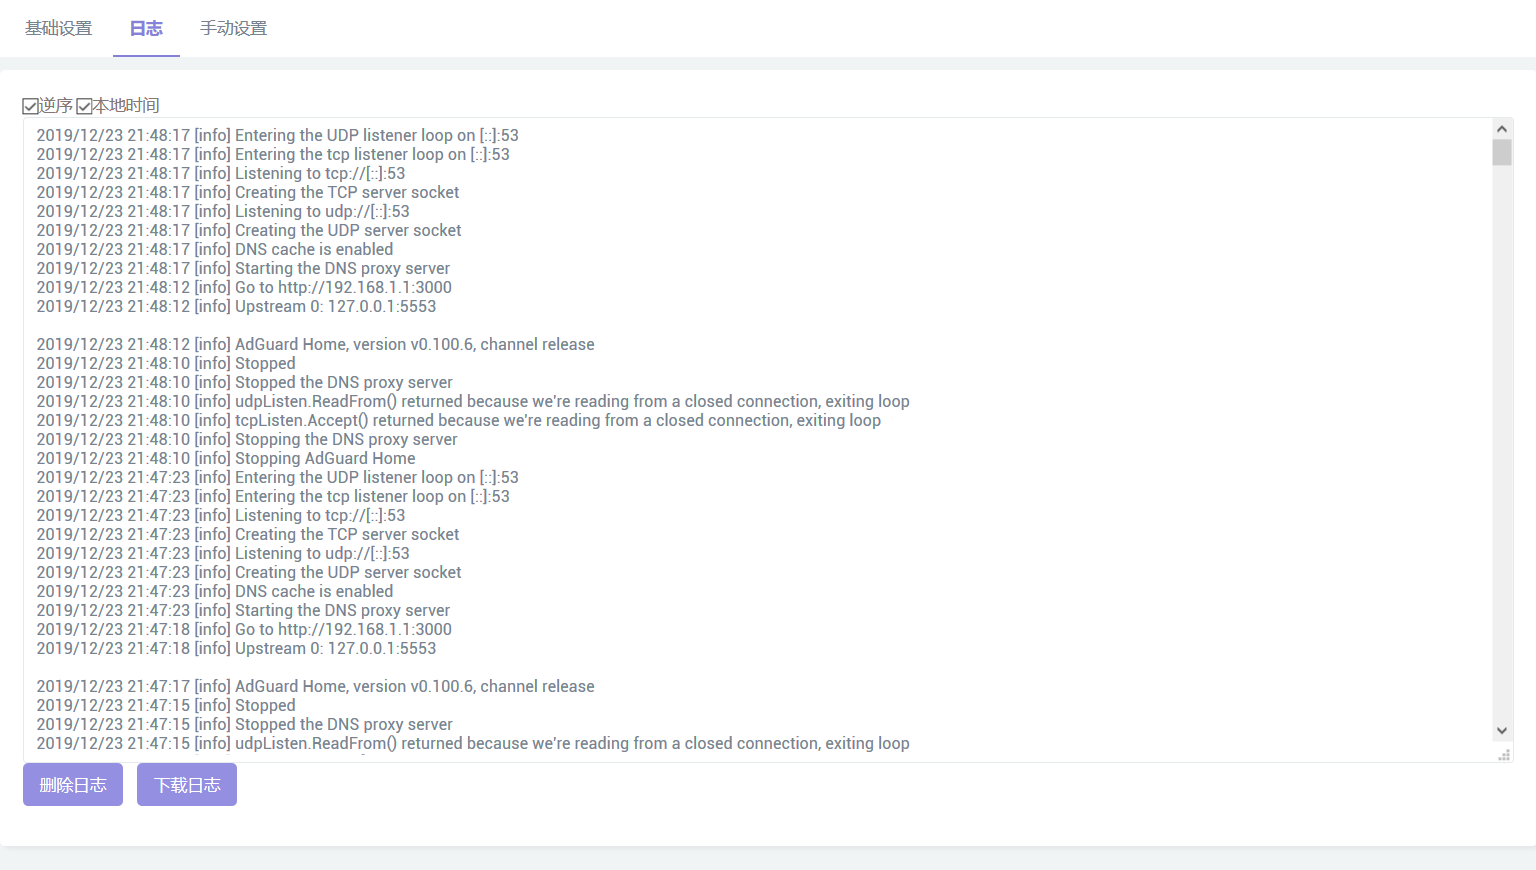 基础设置 日志 手动设置
逆序 本地时间
2019/12/23 21:48:17 [info] Entering the UDP listener loop on [::]:53
2019/12/23 21:48:17 [info] Entering the tcp listener loop on [::]:53
2019/12/23 21:48:17 [info] Listening to tcp://[::]:53
2019/12/23 21:48:17 [info] Creating the TCP server socket
2019/12/23 21:48:17 [info] Listening to udp://[::]:53
2019/12/23 21:48:17 [info] Creating the UDP server socket
2019/12/23 21:48:17 [info] DNS cache is enabled
2019/12/23 21:48:17 [info] Starting the DNS proxy server
2019/12/23 21:48:12 [info] Go to http://192.168.1.1:3000
2019/12/23 21:48:12 [info] Upstream 0: 127.0.0.1:5553
2019/12/23 21:48:12 [info] AdGuard Home, version v0.100.6, channel release
2019/12/23 21:48:10 [info] Stopped
2019/12/23 21:48:10 [info] Stopped the DNS proxy server
2019/12/23 21:48:10 [info] udpListen.ReadFrom() returned because we're reading from a closed connection, exiting loop
2019/12/23 21:48:10 [info] tcpListen.Accept() returned because we're reading from a closed connection, exiting loop
2019/12/23 21:48:10 [info] Stopping the DNS proxy server
2019/12/23 21:48:10 [info] Stopping AdGuard Home
2019/12/23 21:47:23 [info] Entering the UDP listener loop on [::]:53
2019/12/23 21:47:23 [info] Entering the tcp listener loop on [::]:53
2019/12/23 21:47:23 [info] Listening to tcp://[::]:53
2019/12/23 21:47:23 [info] Creating the TCP server socket
2019/12/23 21:47:23 [info] Listening to udp://[::]:53
2019/12/23 21:47:23 [info] Creating the UDP server socket
2019/12/23 21:47:23 [info] DNS cache is enabled
2019/12/23 21:47:23 [info] Starting the DNS proxy server
2019/12/23 21:47:18 [info] Go to http://192.168.1.1:3000
2019/12/23 21:47:18 [info] Upstream 0: 127.0.0.1:5553
2019/12/23 21:47:17 [info] AdGuard Home, version v0.100.6, channel release
2019/12/23 21:47:15 [info] Stopped
2019/12/23 21:47:15 [info] Stopped the DNS proxy server
2019/12/23 21:47:15 [info] udpListen.ReadFrom() returned because we're reading from a closed connection, exiting loop
删除日志 下载日志